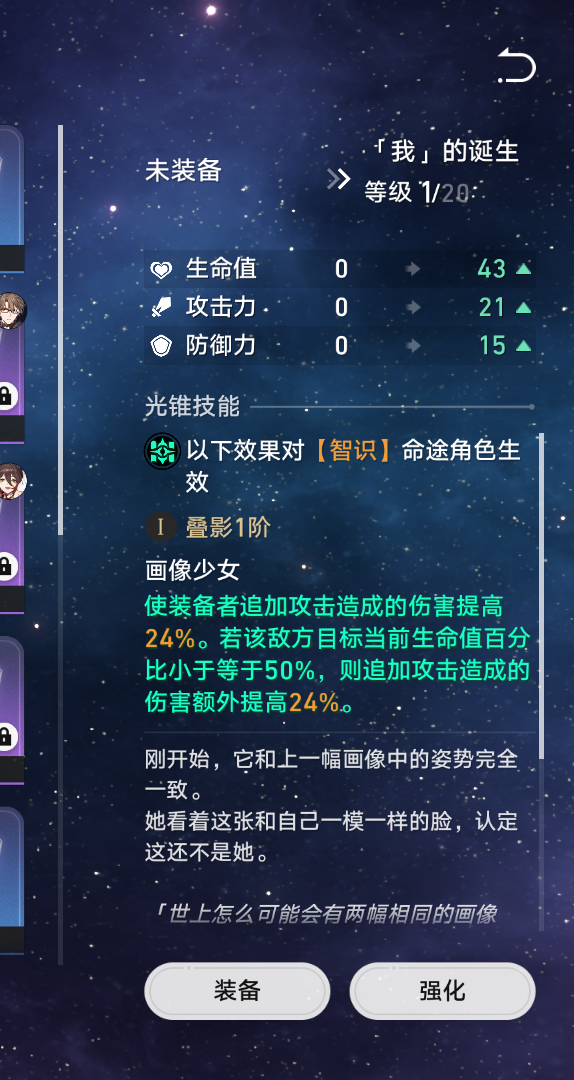 未装备
「我」的诞生
等级 1/20
生命值 0 43
攻击力 0 21
防御力 0 15
光锥技能
以下效果对【智识】命途角色生
效
I 叠影1阶
画像少女
使装备者追加攻击造成的伤害提高
24%。若该敌方目标当前生命值百分
比小于等于50%，则追加攻击造成的
伤害额外提高24%。
刚开始，它和上一幅画像中的姿势完全
一致。
她看着这张和自己一模一样的脸，认定
这还不是她。
「世上怎么可能会有两幅相同的画像
装备
强化